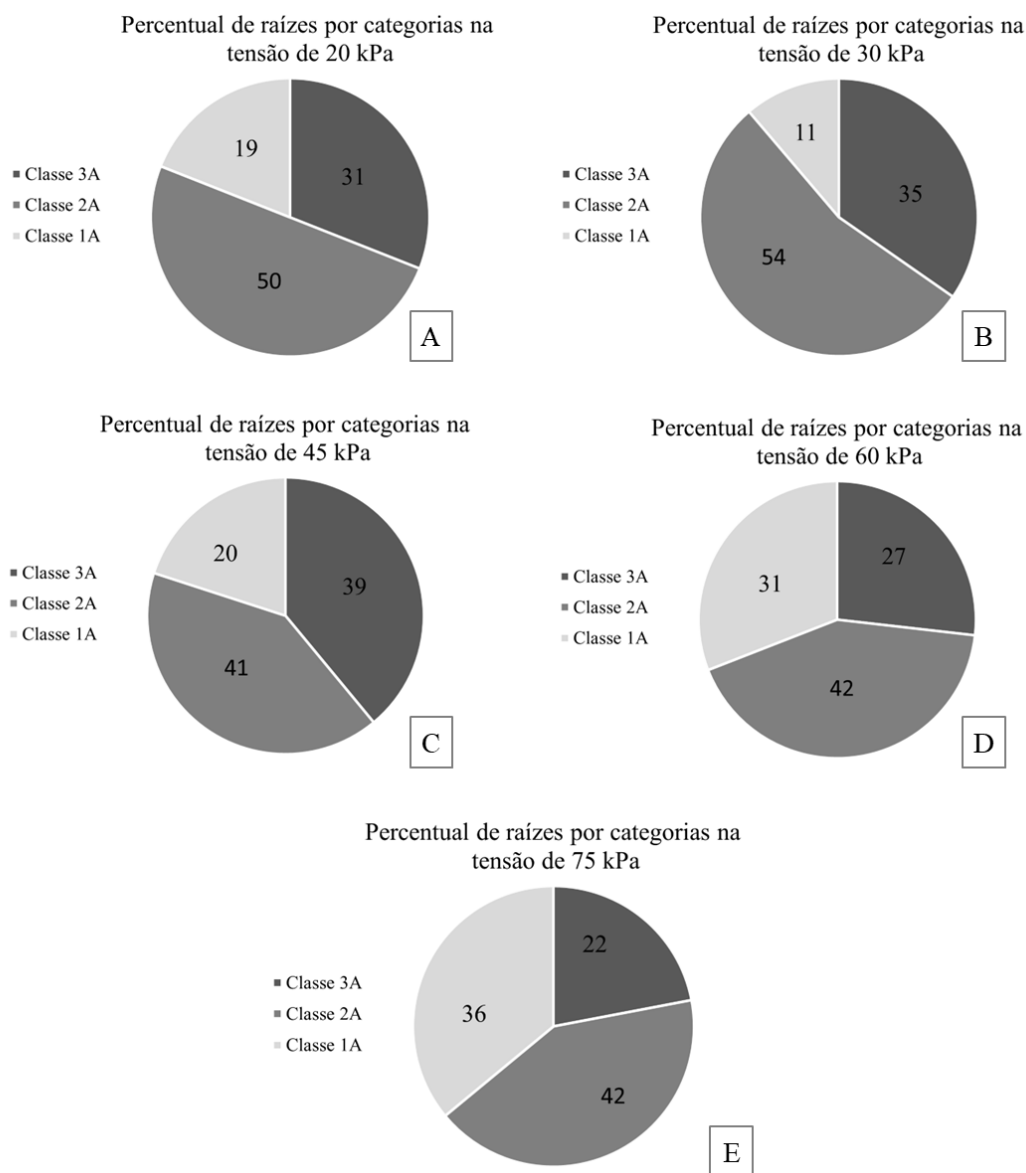 Percentual de raízes por categorias na
tensão de 20 kPa
Classe 3A
Classe 2A
Classe 1A
19
31
50
A
Percentual de raízes por categorias na
tensão de 30 kPa
Classe 3A
Classe 2A
Classe 1A
11
35
54
B
Percentual de raízes por categorias na
tensão de 45 kPa
Classe 3A
Classe 2A
Classe 1A
20
39
41
C
Percentual de raízes por categorias na
tensão de 60 kPa
Classe 3A
Classe 2A
Classe 1A
31
27
42
D
Percentual de raízes por categorias na
tensão de 75 kPa
Classe 3A
Classe 2A
Classe 1A
22
36
42
E